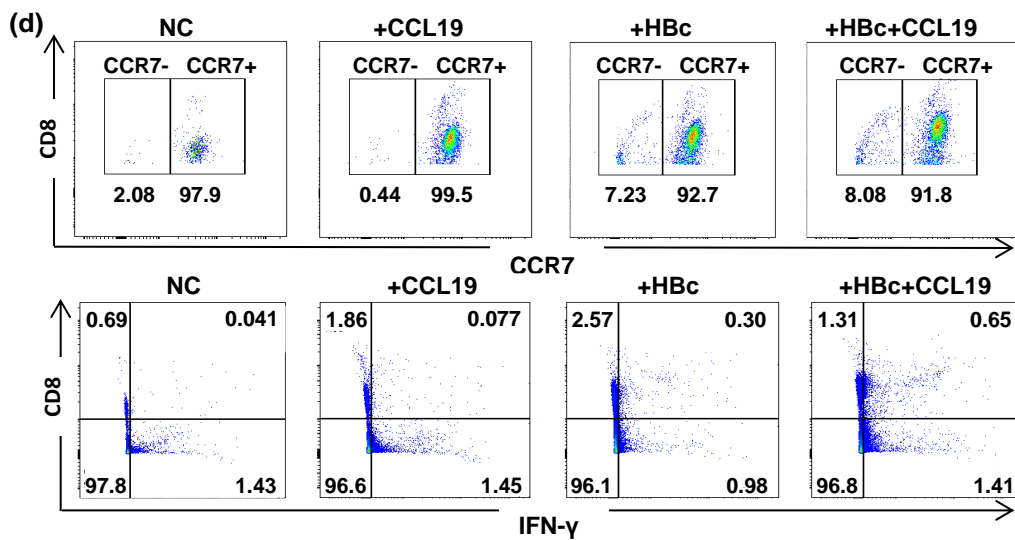 (d)
NC +CCL19 +HBc +HBc+CCL19
CCR7- CCR7+ CCR7- CCR7+ CCR7- CCR7+ CCR7- CCR7+
CD8
2.08 97.9 0.44 99.5 7.23 92.7 8.08 91.8
CCR7
NC +CCL19 +HBc +HBc+CCL19
0.69 0.041 1.86 0.077 2.57 0.30 1.31 0.65
CD8
97.8 1.43 96.6 1.45 96.1 0.98 96.8 1.41
IFN-γ